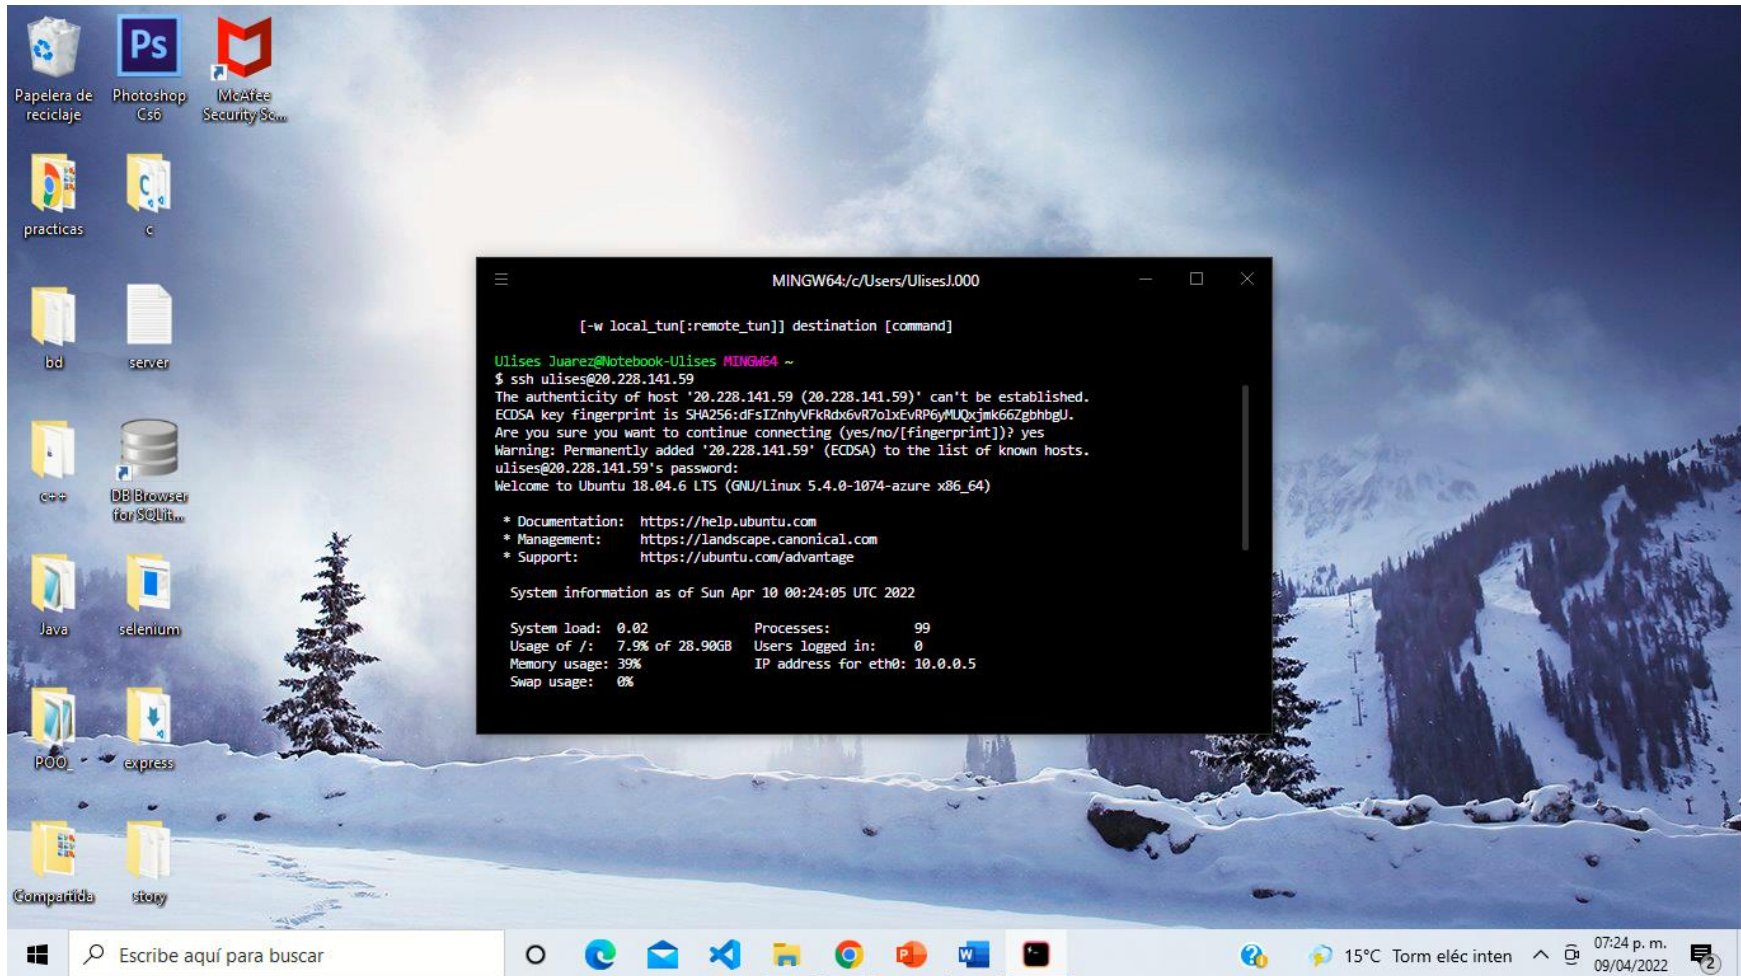 Ps
Papelera de
reciclaje
Photoshop
Cs6
McAfee
Security Sc...
practicas
C
c
bd
server
c++
DB Browser
for SQLit...
Java
selenium
POO_
express
Compartida
story
MINGW64:/c/Users/UlisesJ.000
[-w local_tun[:remote_tun]] destination [command]
Ulises Juarez@Notebook-Ulises MINGW64 ~
$ ssh ulises@20.228.141.59
The authenticity of host '20.228.141.59 (20.228.141.59)' can't be established.
ECDSA key fingerprint is SHA256:dFsIZnhyVFkRdx6vR7olxEvRP6yMUQxjmk66ZgbhbgU.
Are you sure you want to continue connecting (yes/no/[fingerprint])? yes
Warning: Permanently added '20.228.141.59' (ECDSA) to the list of known hosts.
ulises@20.228.141.59's password:
Welcome to Ubuntu 18.04.6 LTS (GNU/Linux 5.4.0-1074-azure x86_64)
* Documentation: https://help.ubuntu.com
* Management: https://landscape.canonical.com
* Support: https://ubuntu.com/advantage
System information as of Sun Apr 10 00:24:05 UTC 2022
System load: 0.02 Processes: 99
Usage of /: 7.9% of 28.90GB Users logged in: 0
Memory usage: 39% IP address for eth0: 10.0.0.5
Swap usage: 0%
Escribe aquí para buscar
15°C Torm eléc inten
07:24 p. m.
09/04/2022
2